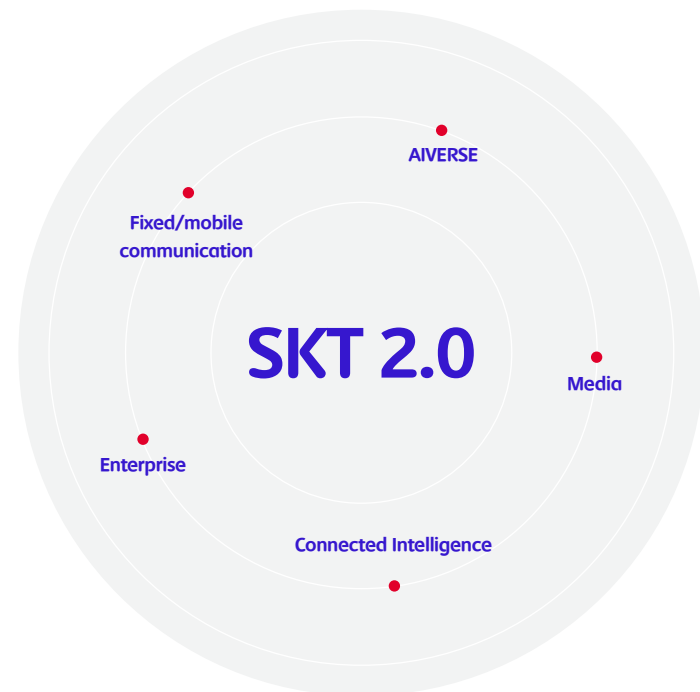 AIVERSE
Fixed/mobile
communication
SKT 2.0
Media
Enterprise
Connected Intelligence